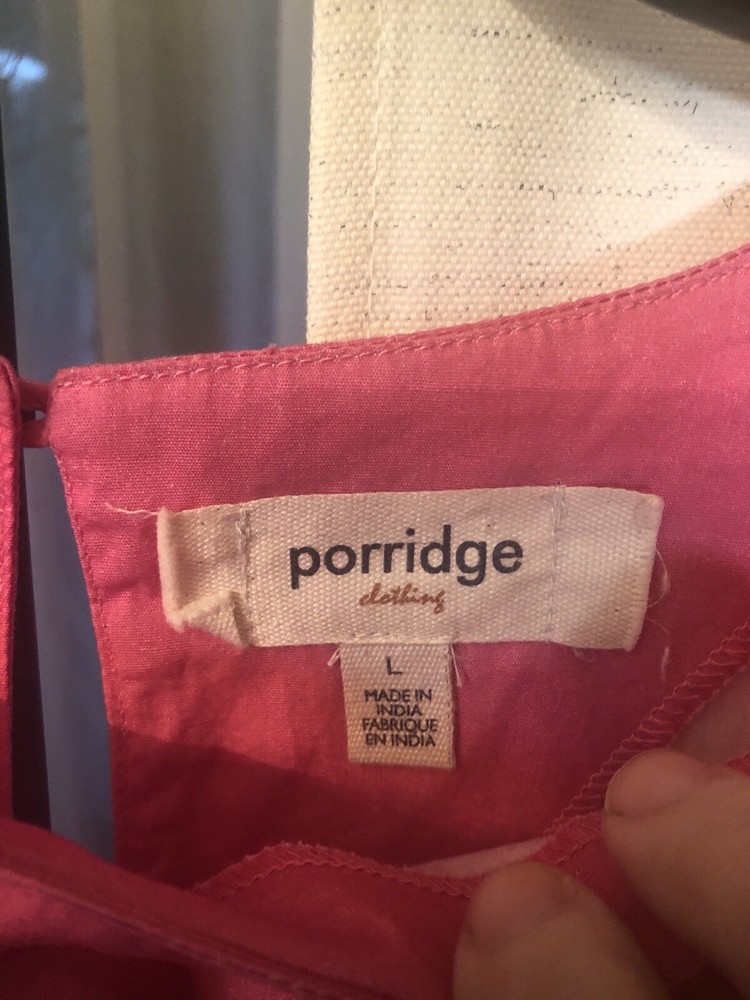 porridge
clothing
L
MADE IN
INDIA
FABRIQUE
EN INDIA